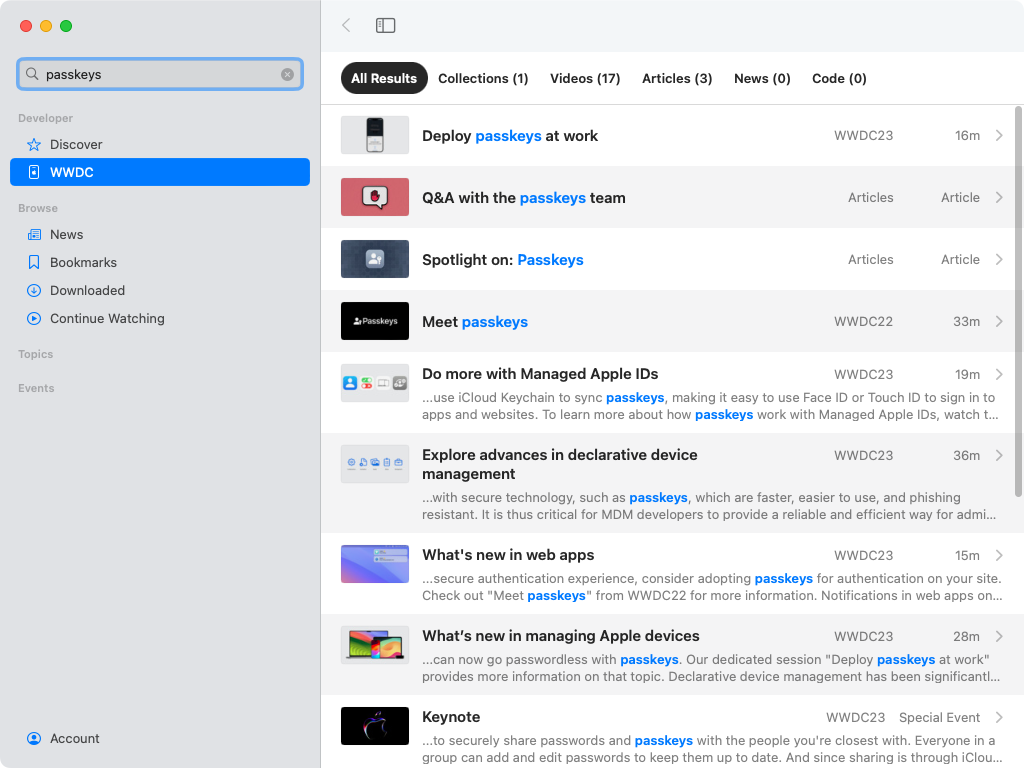 passkeys
Developer
Discover
WWDC
Browse
News
Bookmarks
Downloaded
Continue Watching
Topics
Events
Account
All Results
Collections (1)
Videos (17)
Articles (3)
News (0)
Code (0)
Deploy passkeys at work
WWDC23
16m
Q&A with the passkeys team
Articles
Article
Spotlight on: Passkeys
Articles
Article
Passkeys
Meet passkeys
WWDC22
33m
Do more with Managed Apple IDs
WWDC23
19m
...use iCloud Keychain to sync passkeys, making it easy to use Face ID or Touch ID to sign in to
apps and websites. To learn more about how passkeys work with Managed Apple IDs, watch t...
Explore advances in declarative device
management
WWDC23
36m
...with secure technology, such as passkeys, which are faster, easier to use, and phishing
resistant. It is thus critical for MDM developers to provide a reliable and efficient way for admi...
What's new in web apps
WWDC23
15m
...secure authentication experience, consider adopting passkeys for authentication on your site.
Check out "Meet passkeys" from WWDC22 for more information. Notifications in web apps on...
What’s new in managing Apple devices
WWDC23
28m
...can now go passwordless with passkeys. Our dedicated session "Deploy passkeys at work"
provides more information on that topic. Declarative device management has been significantl...
Keynote
WWDC23
Special Event
...to securely share passwords and passkeys with the people you're closest with. Everyone in a
group can add and edit passwords to keep them up to date. And since sharing is through iClou...